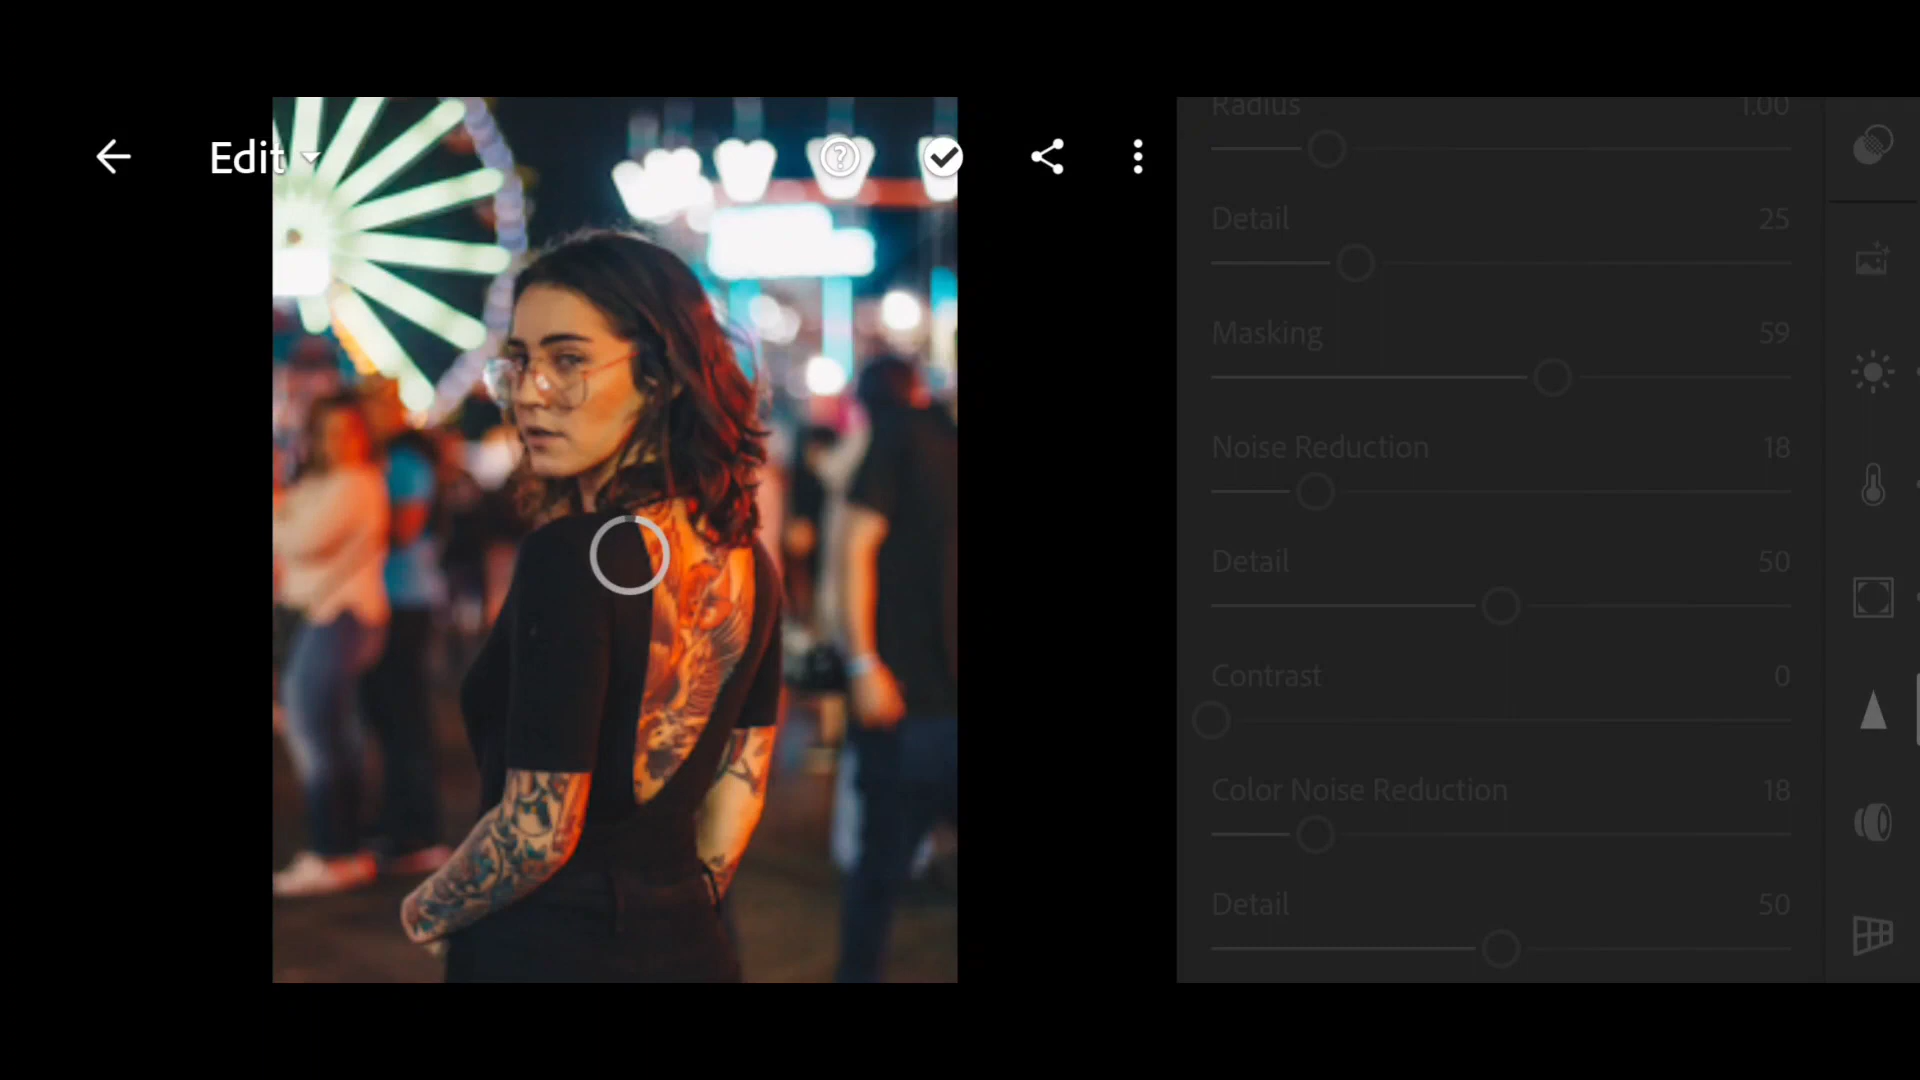 Edit
Radius 1.00
Detail 25
Masking 59
Noise Reduction 18
Detail 50
Contrast 0
Color Noise Reduction 18
Detail 50